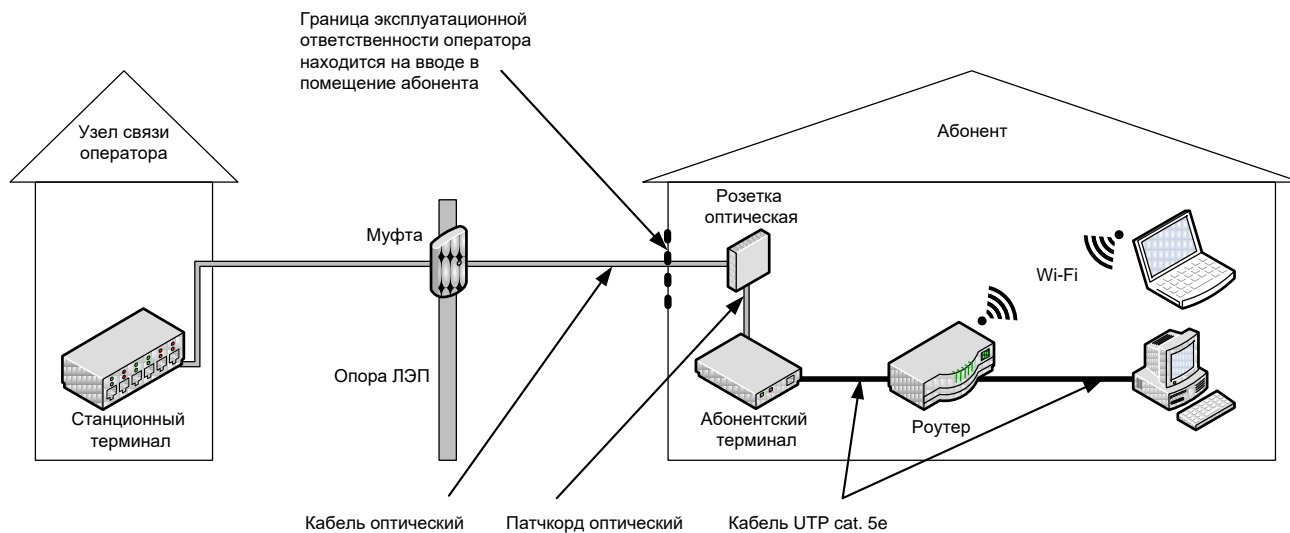 Граница эксплуатационной
ответственности оператора
находится на вводе в
помещение абонента
Узел связи
оператора
Абонент
Розетка
оптическая
Муфта
Wi-Fi
Опора ЛЭП
Станционный
терминал
Абонентский
терминал
Роутер
Кабель оптический
Патчкорд оптический
Кабель UTP cat. 5e